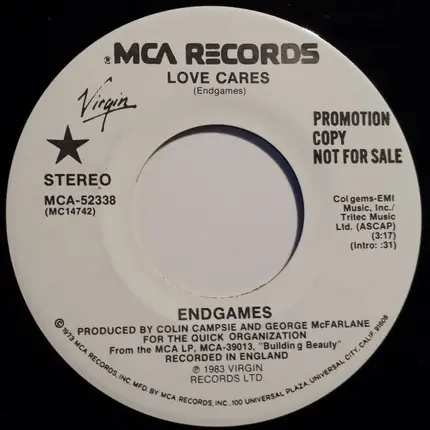 ® MCA RECORDS
LOVE CARES
(Endgames)
Virgin
PROMOTION
COPY
NOT FOR SALE
STEREO
MCA-52338
(MC14742)
Colgems-EMI
Music, Inc./
Tritec Music
Ltd. (ASCAP)
(3:17)
(Intro: :31)
ENDGAMES
PRODUCED BY COLIN CAMPSIE AND GEORGE McFARLANE
FOR THE QUICK ORGANIZATION
From the MCA LP, MCA-39013, "Building Beauty"
RECORDED IN ENGLAND
℗ 1983 VIRGIN
RECORDS LTD.
© 1973 MCA RECORDS, INC. MFD. BY MCA RECORDS, INC., 100 UNIVERSAL PLAZA, UNIVERSAL CITY, CALIF. 91608